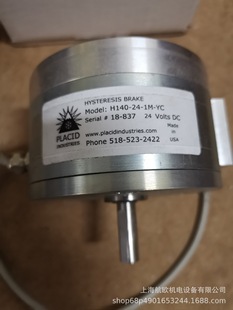 HYSTERESIS BRAKE
Model: H140-24-1M-YC
Serial # 18-837 24 Volts DC
PLACID
INDUSTRIES
www.placidindustries.com
Phone 518-523-2422
Made
in
USA
上海航欧机电设备有限公司
shop68p4901653244.1688.com